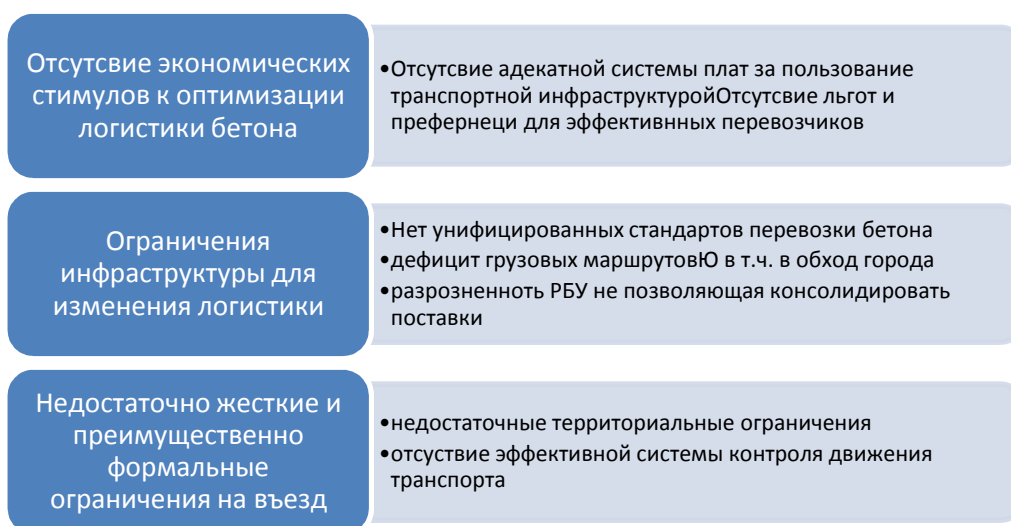 Отсутсвие экономических
стимулов к оптимизации
логистики бетона
•Отсутсвие адекатной системы плат за пользование
транспортной инфраструктуройОтсутсвие льгот и
префернеци для эффективнных перевозчиков
Ограничения
инфраструктуры для
изменения логистики
•Нет унифицированных стандартов перевозки бетона
•дефицит грузовых маршрутовЮ в т.ч. в обход города
•разрозненноть РБУ не позволяющая консолидировать
поставки
Недостаточно жесткие и
преимущественно
формальные
ограничения на въезд
•недостаточные территориальные ограничения
•отсуствие эффективной системы контроля движения
транспорта